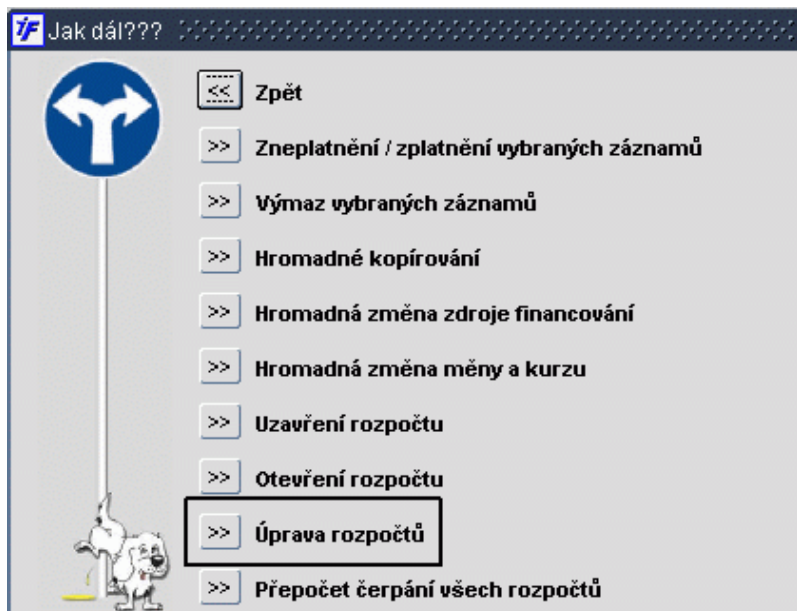 iF Jak dál???
<< Zpět
>> Zneplatnění / zplatnění vybraných záznamů
>> Výmaz vybraných záznamů
>> Hromadné kopírování
>> Hromadná změna zdroje financování
>> Hromadná změna měny a kurzu
>> Uzavření rozpočtu
>> Otevření rozpočtu
>> Úprava rozpočtů
>> Přepočet čerpání všech rozpočtů